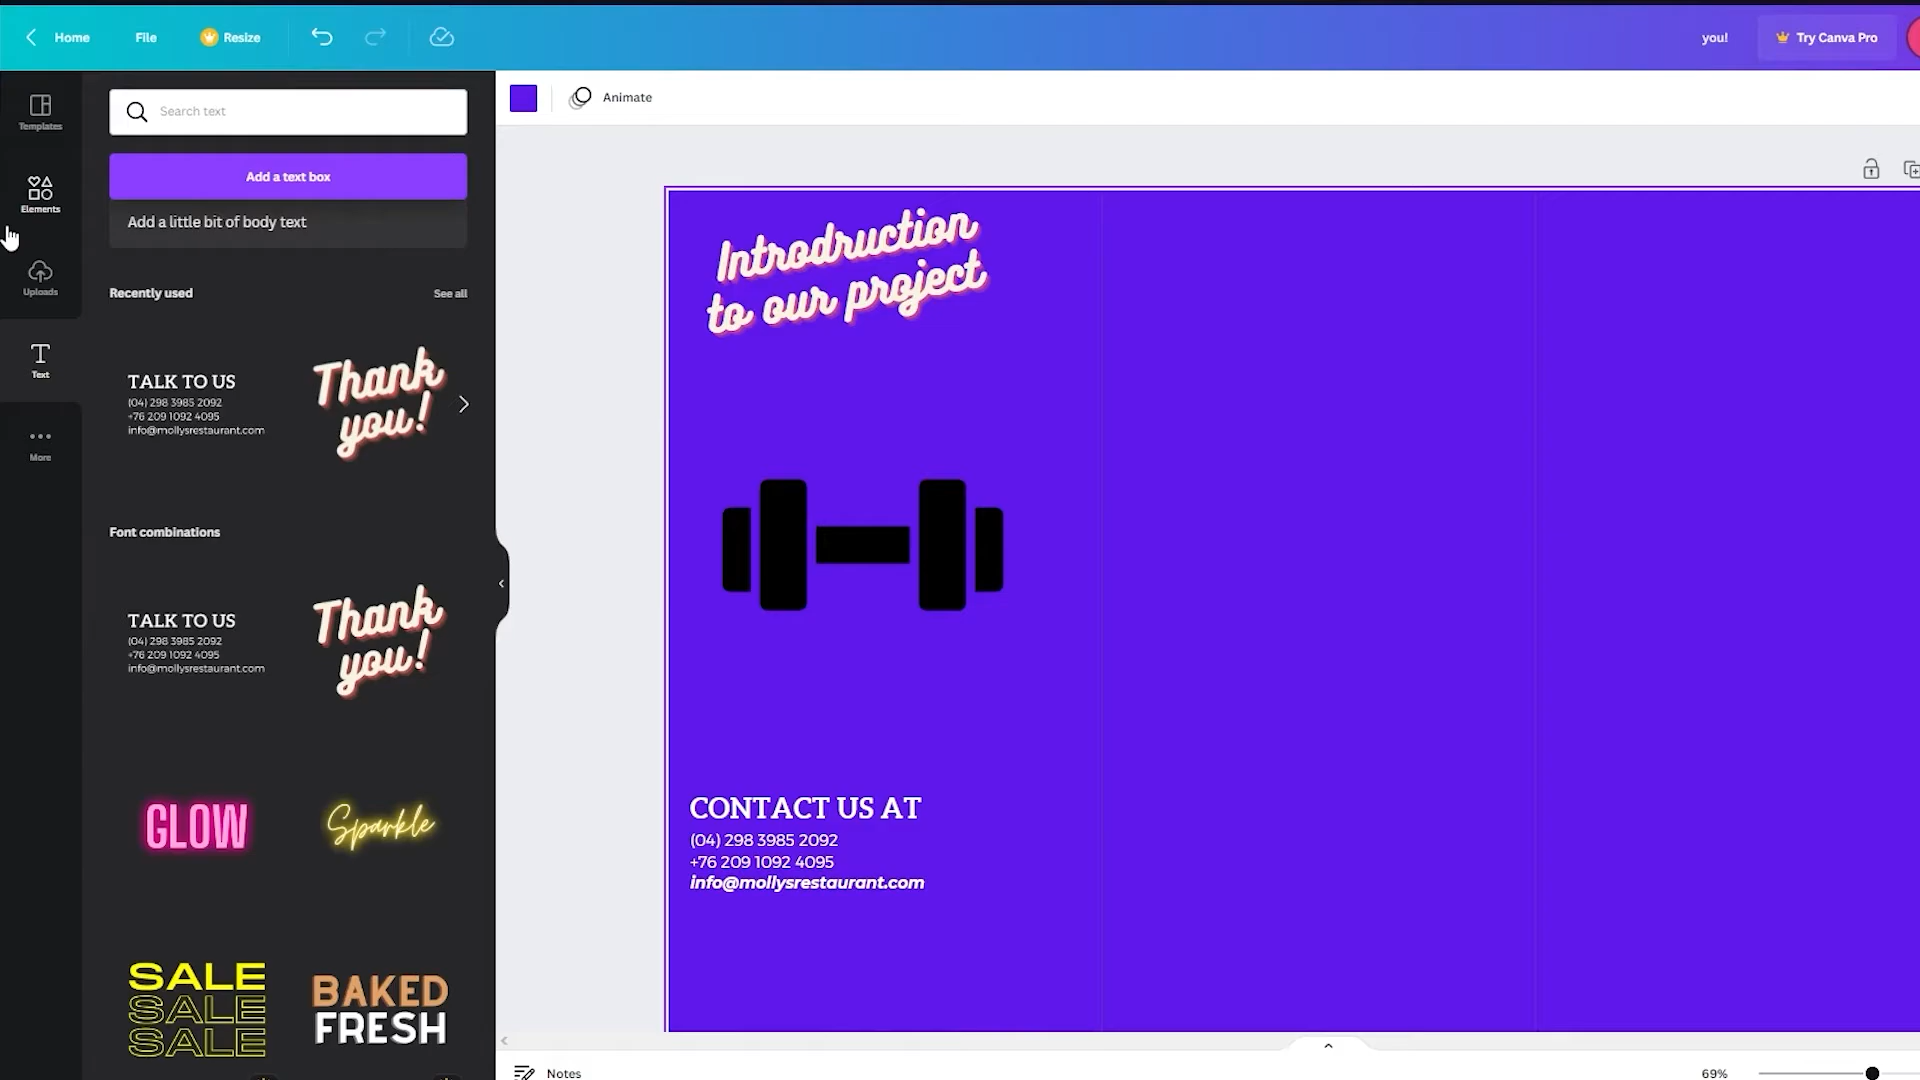 Home
File
Resize
you!
Try Canva Pro
Templates
Elements
Uploads
Text
More
Search text
Add a text box
Add a little bit of body text
Recently used
See all
TALK TO US
(04) 298 3985 2092
+76 209 1092 4095
info@mollysrestaurant.com
Thank
you!
Font combinations
TALK TO US
(04) 298 3985 2092
+76 209 1092 4095
info@mollysrestaurant.com
Thank
you!
GLOW
Sparkle
SALE
SALE
SALE
BAKED
FRESH
Animate
Introdruction
to our project
CONTACT US AT
(04) 298 3985 2092
+76 209 1092 4095
info@mollysrestaurant.com
Notes
69%